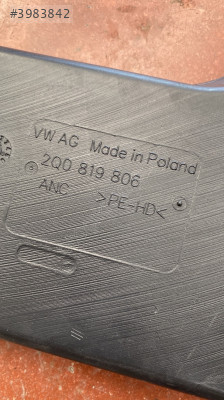 #3983842
VW AG Made in Poland
2Q0 819 806
ANC >PE-HD<